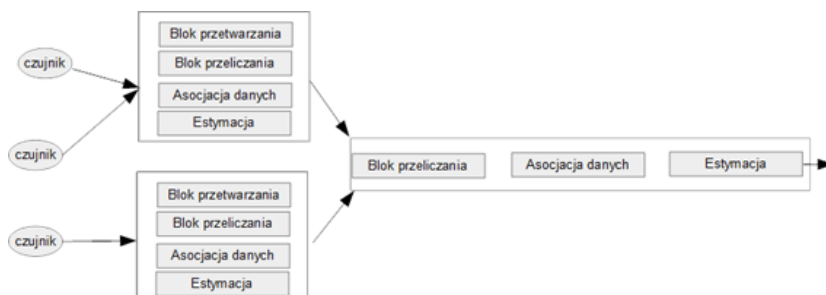 czujnik
czujnik
Blok przetwarzania
Blok przeliczania
Asocjacja danych
Estymacja
czujnik
Blok przetwarzania
Blok przeliczania
Asocjacja danych
Estymacja
Blok przeliczania
Asocjacja danych
Estymacja